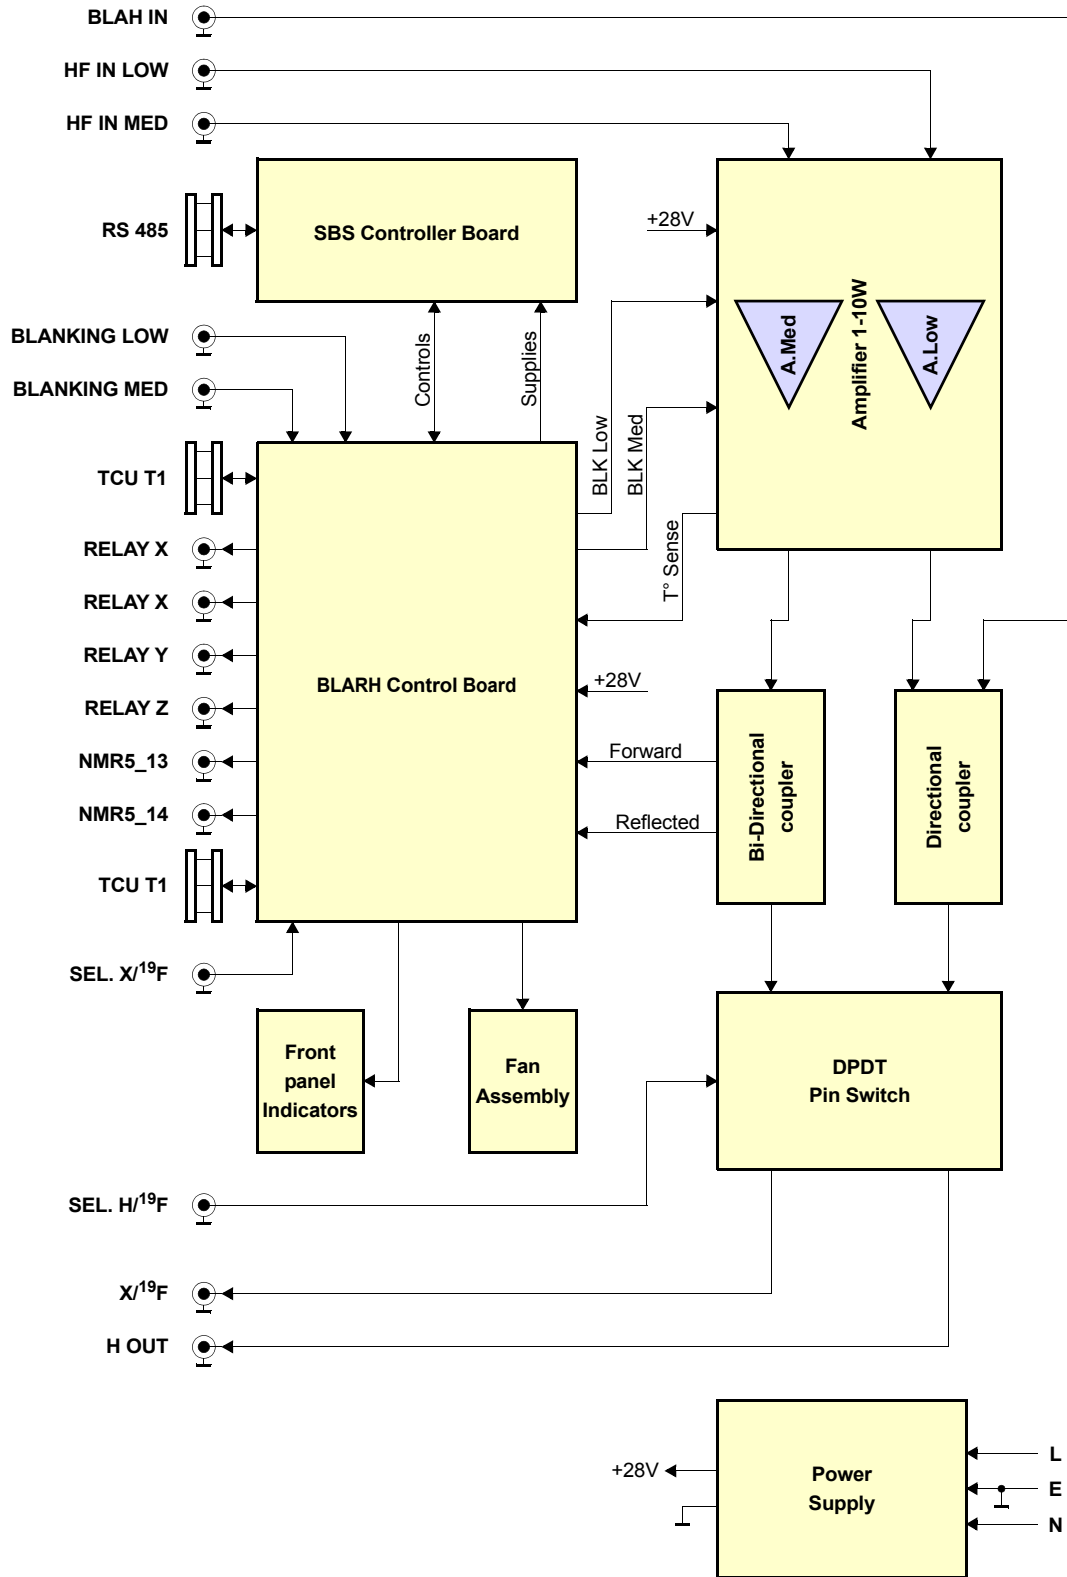 BLAH IN
HF IN LOW
HF IN MED
RS 485
SBS Controller Board
+28V
A.Med
Amplifier 1-10W
A.Low
BLANKING LOW
BLANKING MED
Controls
Supplies
BLK Low
BLK Med
T° Sense
TCU T1
RELAY X
RELAY X
RELAY Y
RELAY Z
NMR5_13
NMR5_14
TCU T1
SEL. X/¹⁹F
BLARH Control Board
+28V
Forward
Reflected
Bi-Directional
coupler
Directional
coupler
Front
panel
Indicators
Fan
Assembly
DPDT
Pin Switch
SEL. H/¹⁹F
X/¹⁹F
H OUT
+28V
Power
Supply
L
E
N